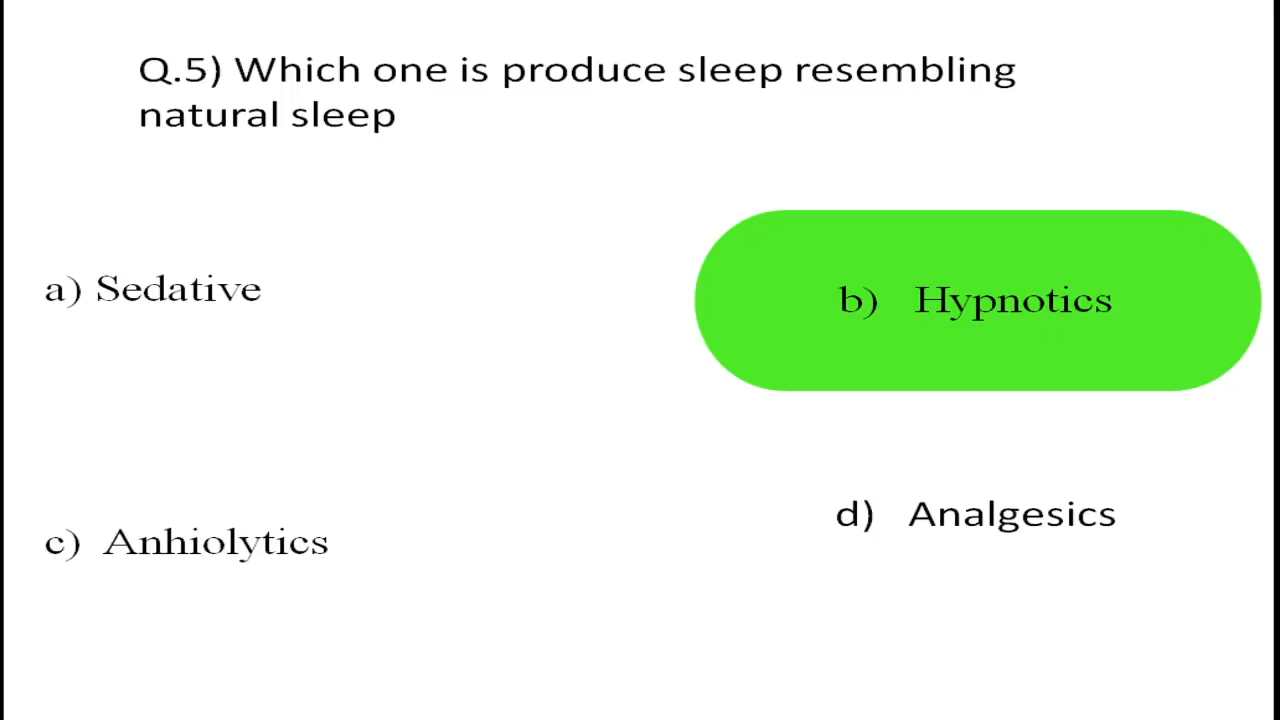 Q.5) Which one is produce sleep resembling
natural sleep
a) Sedative
b) Hypnotics
c) Anhiolytics
d) Analgesics